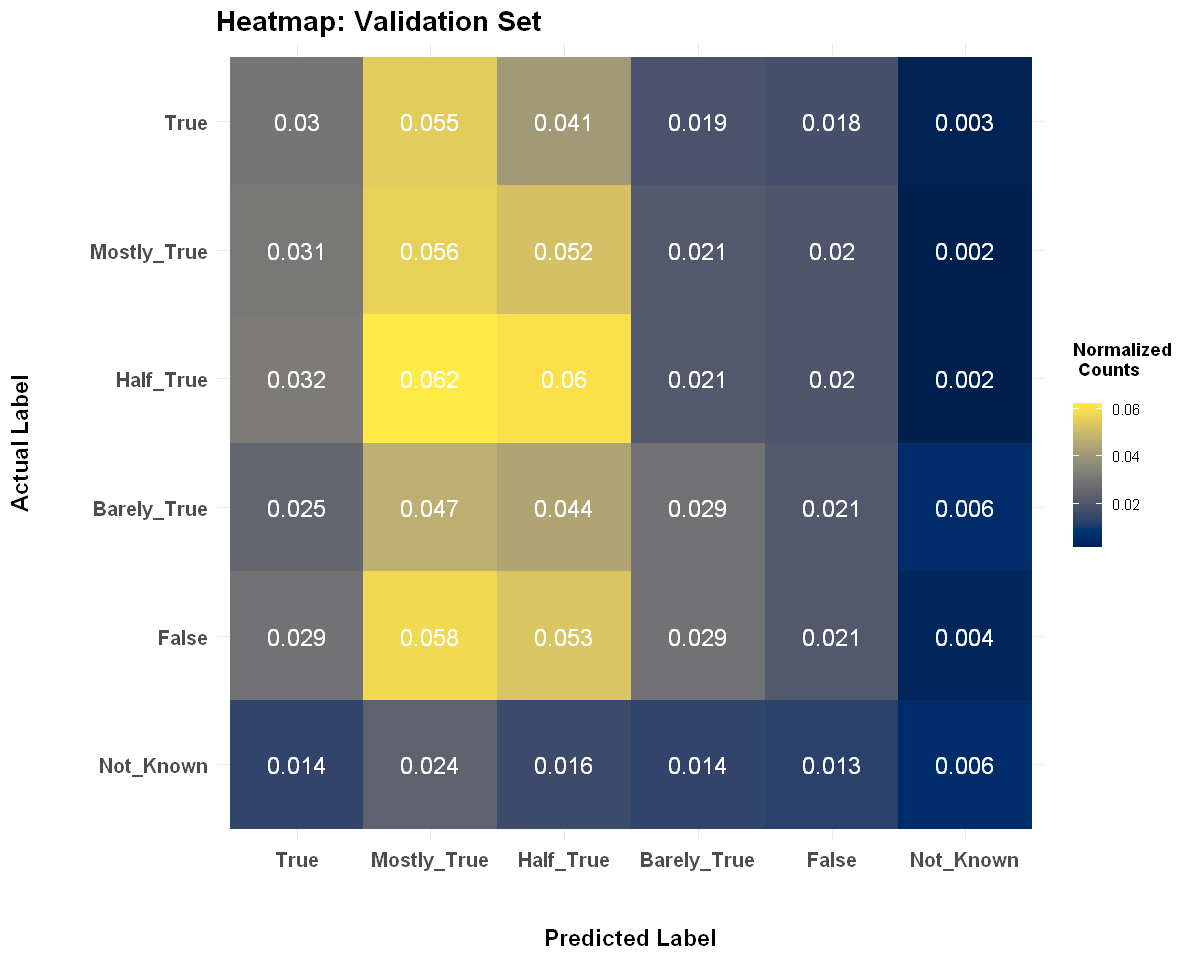 Heatmap: Validation Set
True 0.03 0.055 0.041 0.019 0.018 0.003
Mostly_True 0.031 0.056 0.052 0.021 0.02 0.002
Half_True 0.032 0.062 0.06 0.021 0.02 0.002
Barely_True 0.025 0.047 0.044 0.029 0.021 0.006
False 0.029 0.058 0.053 0.029 0.021 0.004
Not_Known 0.014 0.024 0.016 0.014 0.013 0.006
True Mostly_True Half_True Barely_True False Not_Known
Predicted Label
Actual Label
Normalized
Counts
0.06
0.04
0.02